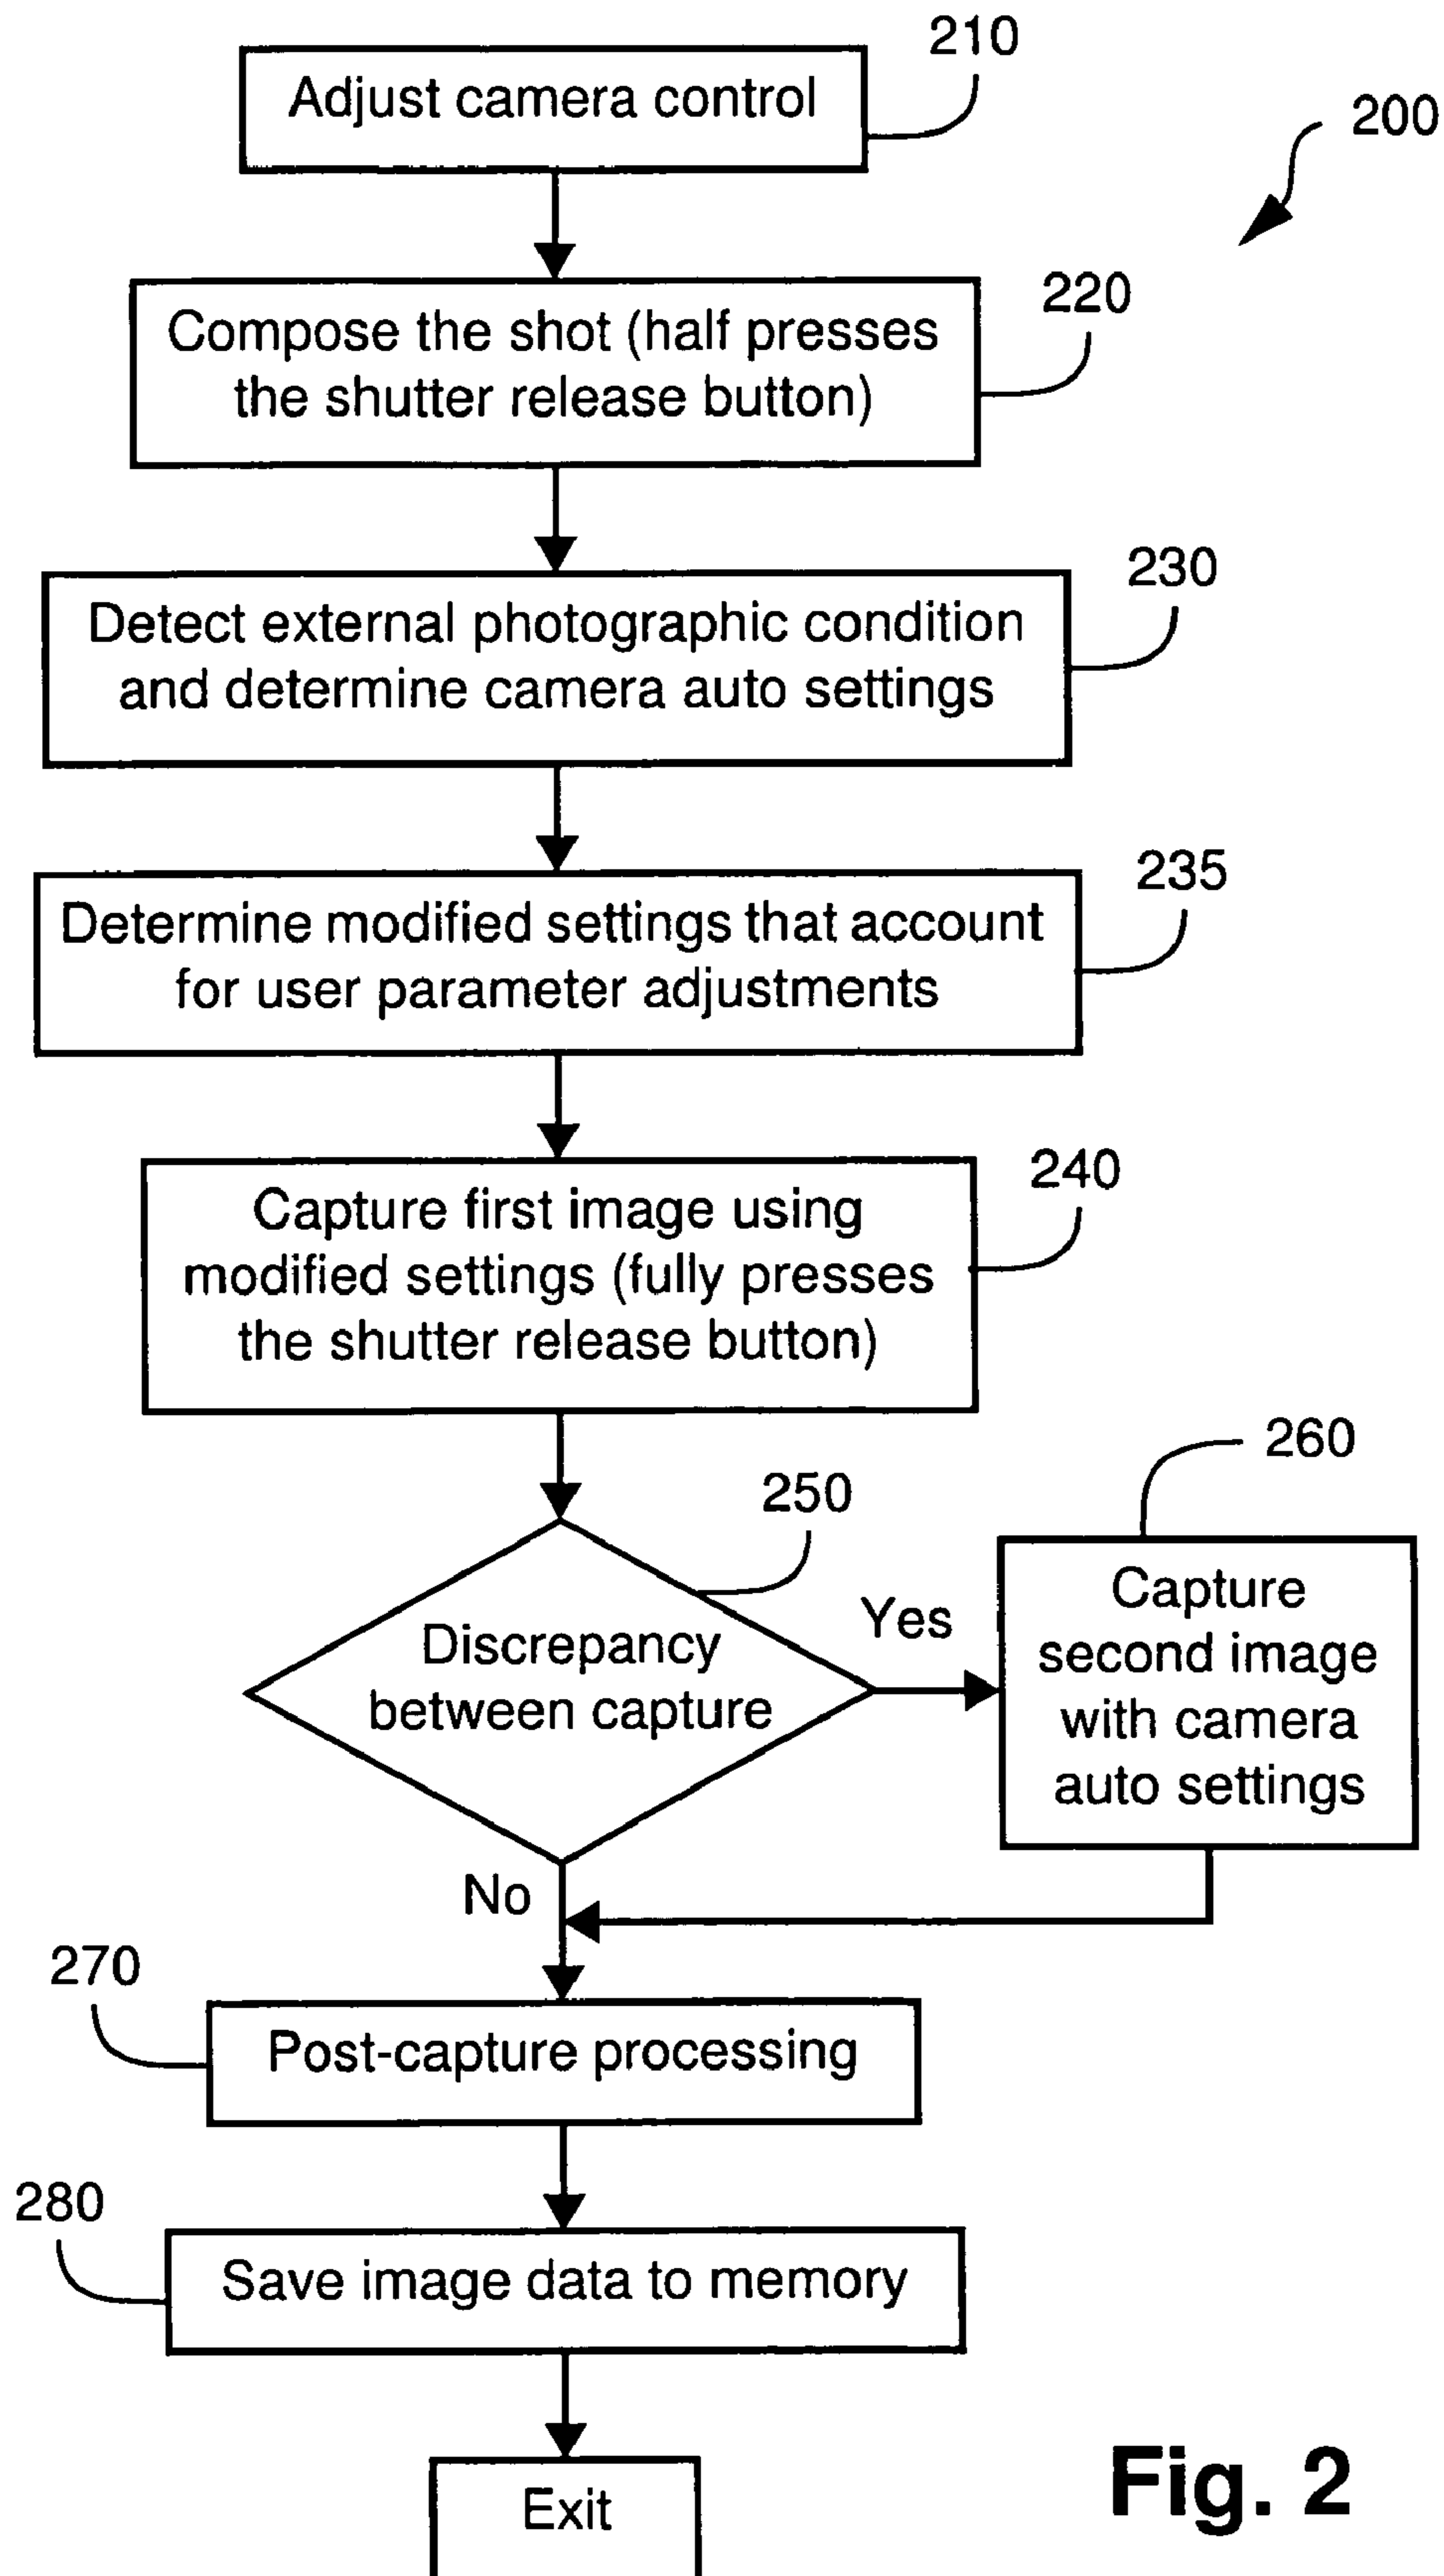 210
Adjust camera control
200
220
Compose the shot (half presses
the shutter release button)
230
Detect external photographic condition
and determine camera auto settings
235
Determine modified settings that account
for user parameter adjustments
240
Capture first image using
modified settings (fully presses
the shutter release button)
250
Discrepancy
between capture
Yes
260
Capture
second image
with camera
auto settings
No
270
Post-capture processing
280
Save image data to memory
Exit
Fig. 2